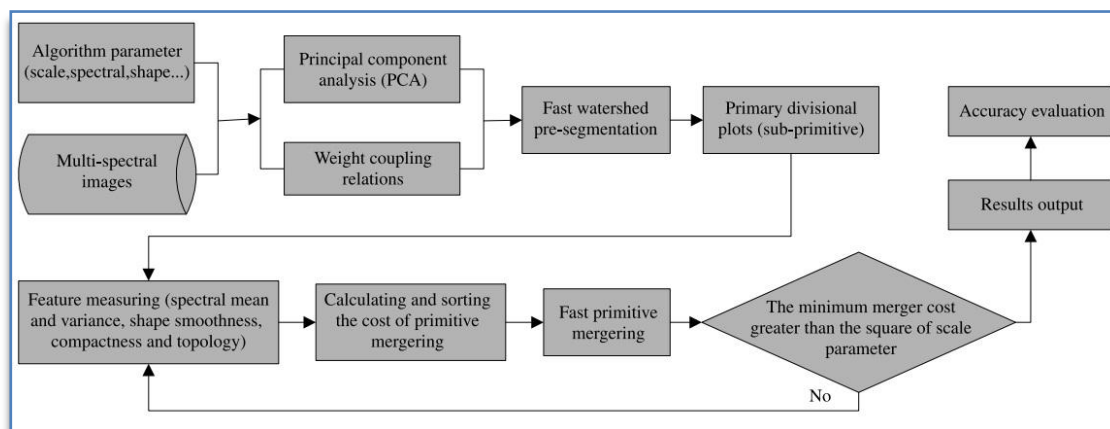 Algorithm parameter
(scale,spectral,shape...)
Multi-spectral
images
Principal component
analysis (PCA)
Weight coupling
relations
Fast watershed
pre-segmentation
Primary divisional
plots (sub-primitive)
Accuracy evaluation
Results output
Feature measuring (spectral mean
and variance, shape smoothness,
compactness and topology)
Calculating and sorting
the cost of primitive
mergering
Fast primitive
mergering
The minimum merger cost
greater than the square of scale
parameter
No